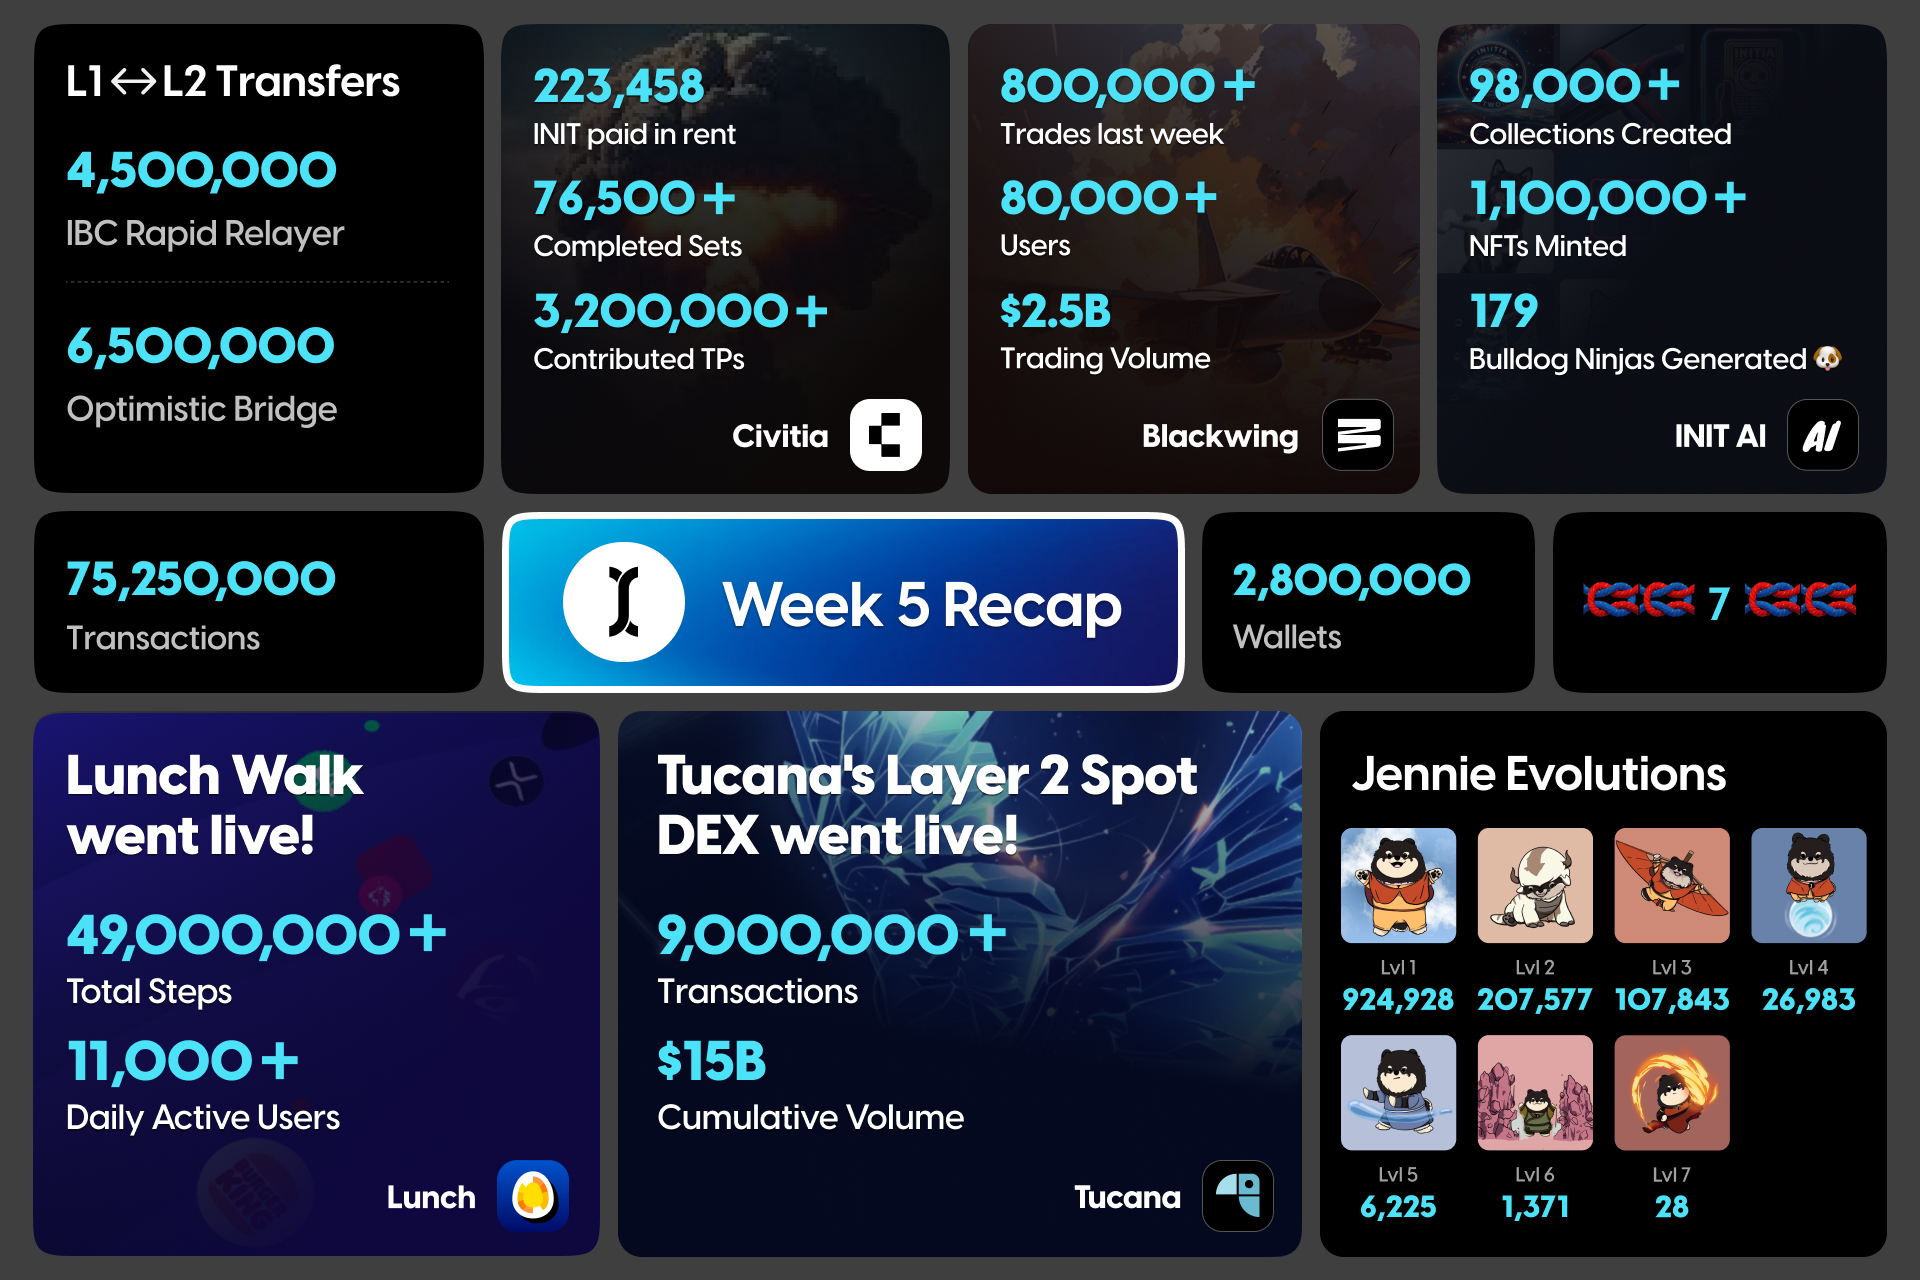 L1↔L2 Transfers
4,500,000
IBC Rapid Relayer
6,500,000
Optimistic Bridge
223,458
INIT paid in rent
76,500+
Completed Sets
3,200,000+
Contributed TPs
Civitia
800,000+
Trades last week
80,000+
Users
$2.5B
Trading Volume
Blackwing
98,000+
Collections Created
1,100,000+
NFTs Minted
179
Bulldog Ninjas Generated 🐶
INIT AI
AI
INITIA
75,250,000
Transactions
Week 5 Recap
2,800,000
Wallets
🪢🪢 7 🪢🪢
Lunch Walk
went live!
49,000,000+
Total Steps
11,000+
Daily Active Users
BURGER
KING
Lunch
Tucana's Layer 2 Spot
DEX went live!
9,000,000+
Transactions
$15B
Cumulative Volume
Tucana
Jennie Evolutions
Lvl 1 Lvl 2 Lvl 3 Lvl 4
924,928 207,577 107,843 26,983
Lvl 5 Lvl 6 Lvl 7
6,225 1,371 28